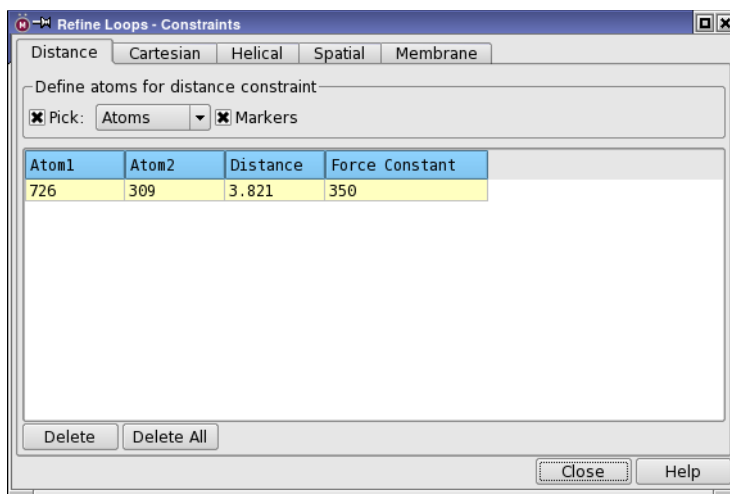 Refine Loops - Constraints
Distance Cartesian Helical Spatial Membrane
Define atoms for distance constraint
Pick: Atoms Markers
Atom1 Atom2 Distance Force Constant
726 309 3.821 350
Delete Delete All
Close Help